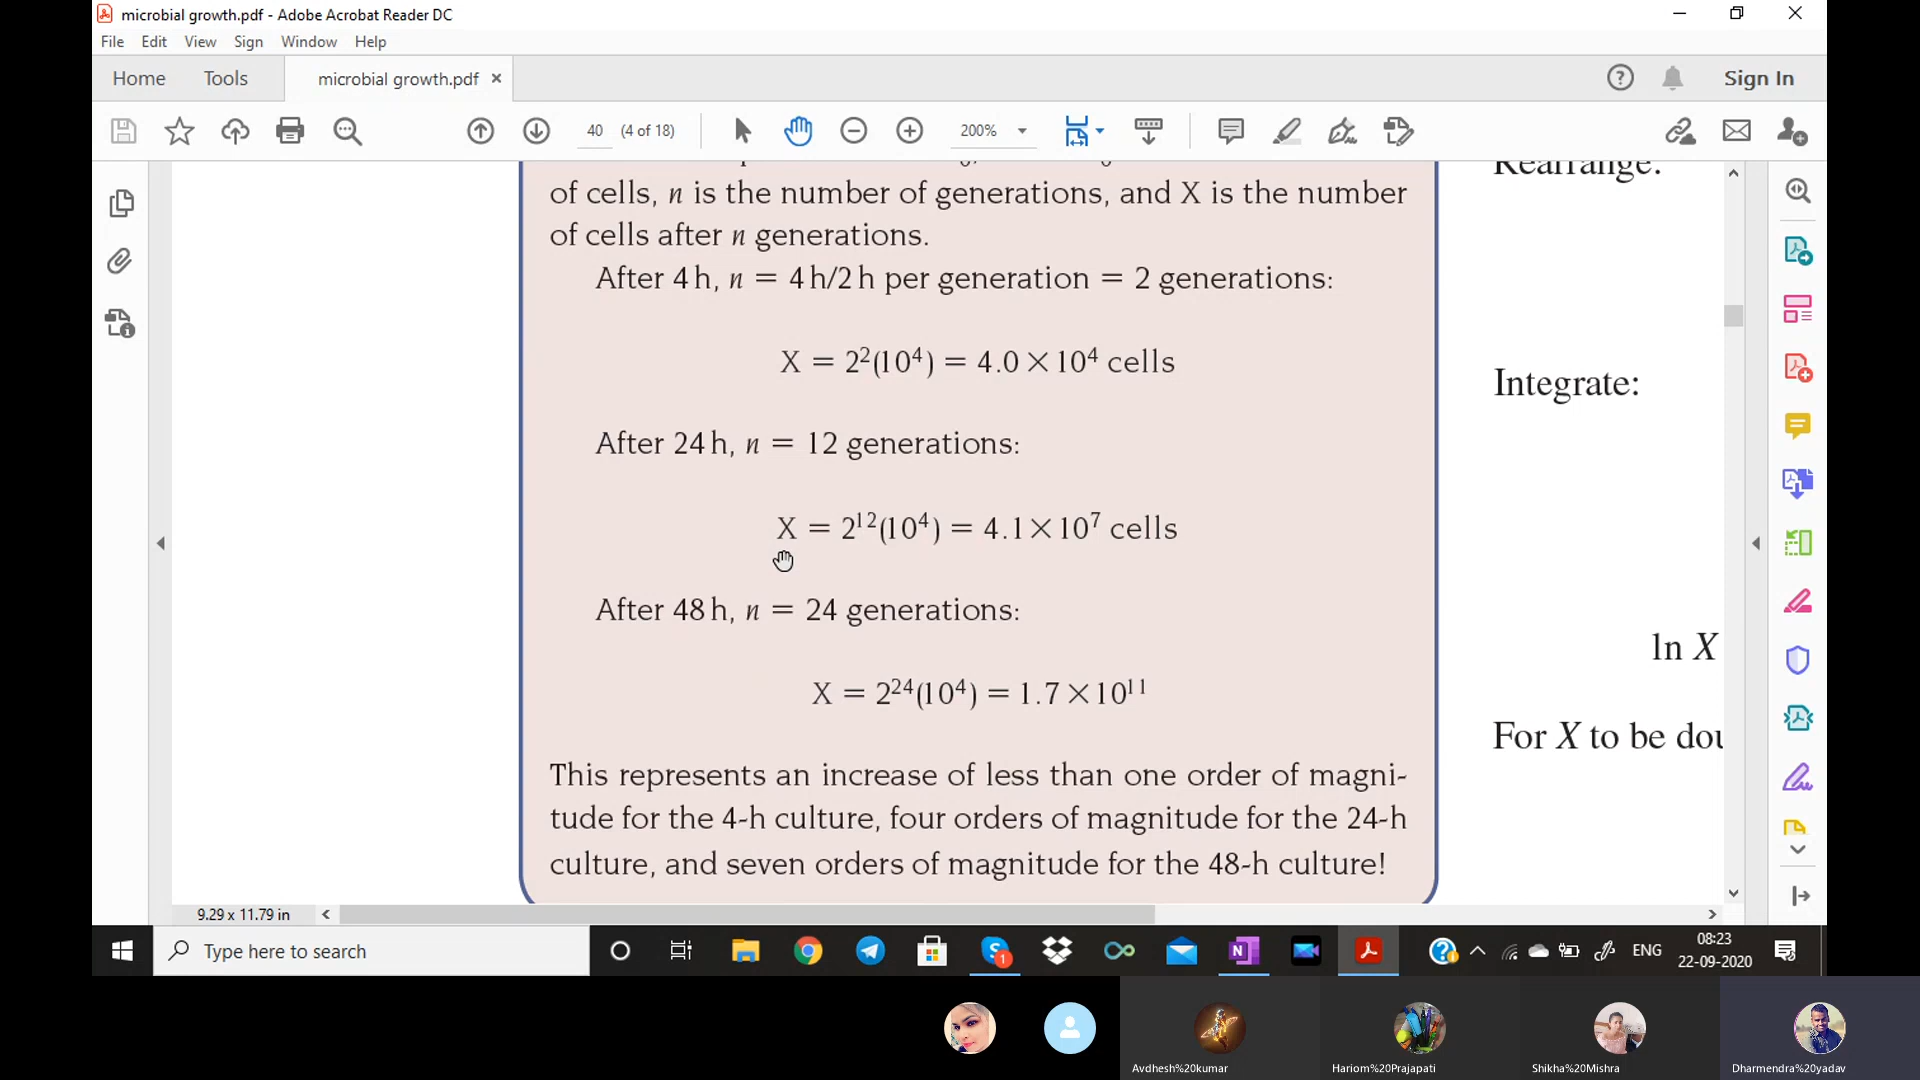 microbial growth.pdf - Adobe Acrobat Reader DC
File Edit View Sign Window Help
Home Tools microbial growth.pdf × Sign In
40 (4 of 18) 200%
Rearrange:
of cells, n is the number of generations, and X is the number
of cells after n generations.
After 4 h, n = 4 h/2 h per generation = 2 generations:
X = 2²(10⁴) = 4.0 × 10⁴ cells
Integrate:
After 24 h, n = 12 generations:
X = 2¹²(10⁴) = 4.1 × 10⁷ cells
After 48 h, n = 24 generations:
ln X
X = 2²⁴(10⁴) = 1.7 × 10¹¹
For X to be dou
This represents an increase of less than one order of magni-
tude for the 4-h culture, four orders of magnitude for the 24-h
culture, and seven orders of magnitude for the 48-h culture!
9.29 x 11.79 in
Type here to search
ENG
08:23
22-09-2020
Avdhesh%20kumar Hariom%20Prajapati Shikha%20Mishra Dharmendra%20yadav